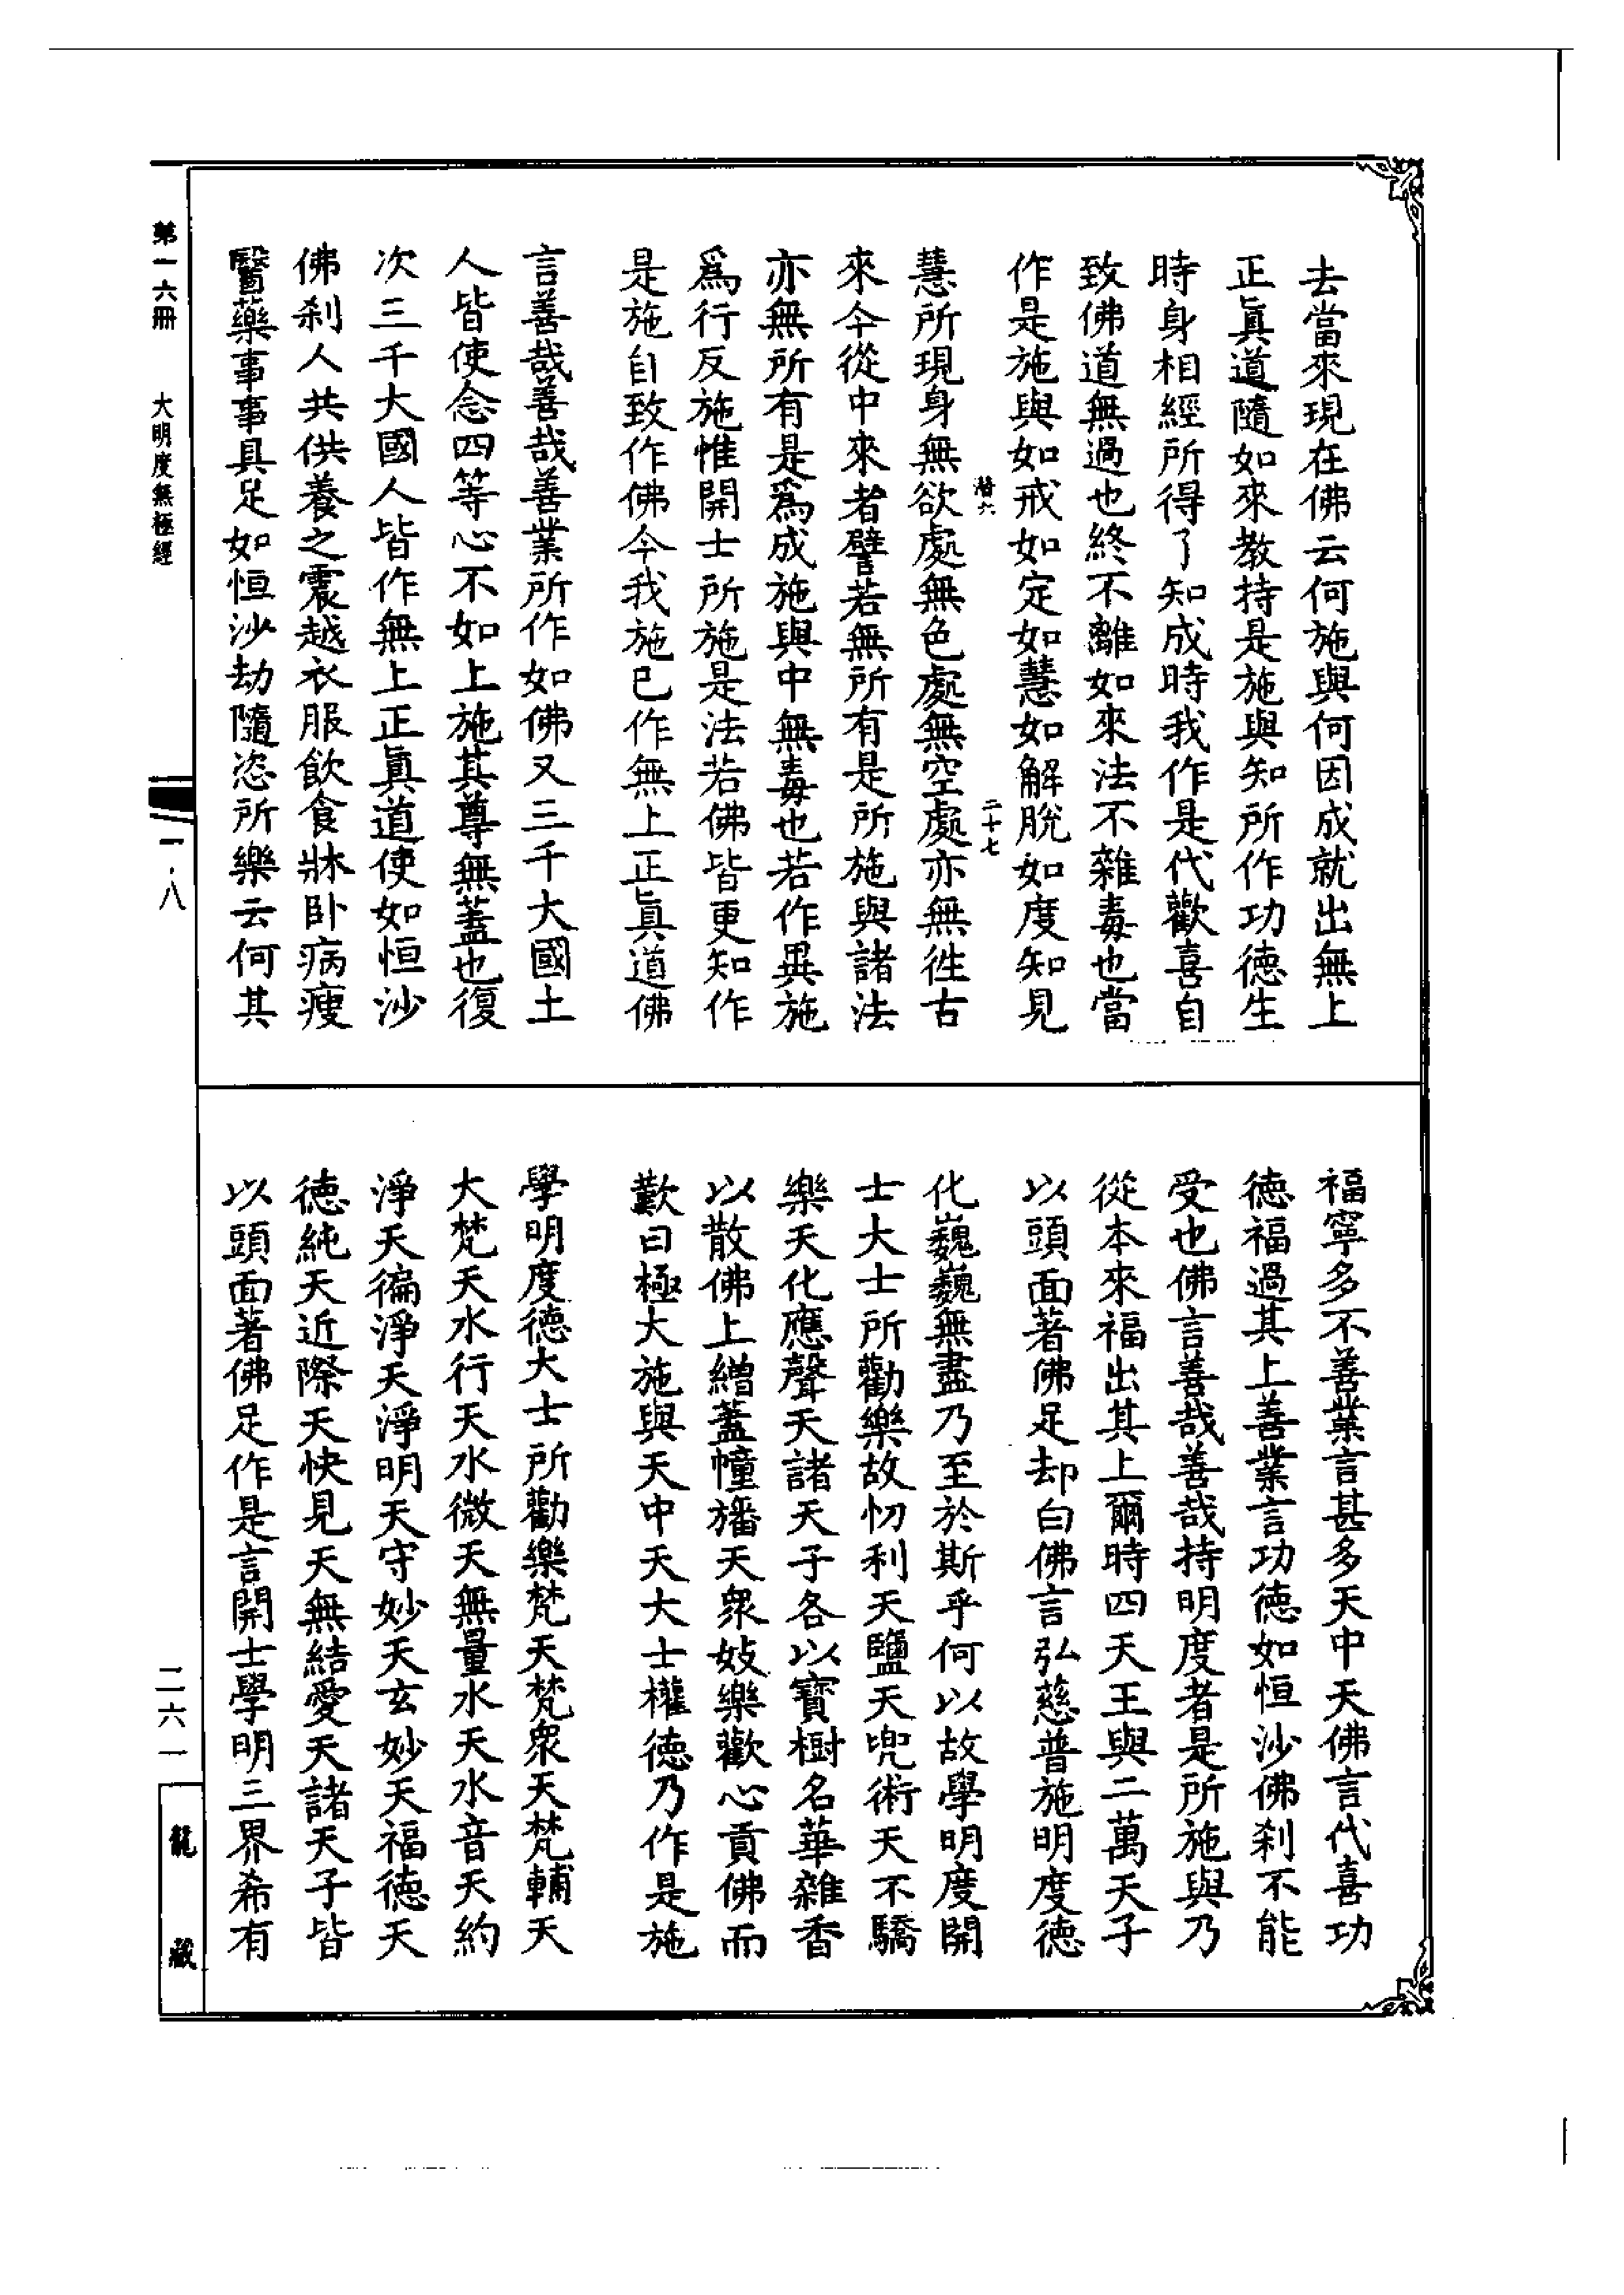 去當來現在佛云何施與何因成就出無上
正眞道隨如來教持是施與知所作功德生
時身相經所得了知成時我作是代歡喜自
致佛道無過也終不離如來法不雜毒也當
作是施與如戒如定如慧如解脫如度知見
潛六
二十七
慧所現身無欲處無色處無空處亦無徃古
來今從中來者譬若無所有是所施與諸法
亦無所有是爲成施與中無毒也若作異施
爲行反施惟開士所施是法若佛皆更知作
是施自致作佛今我施已作無上正眞道佛
言善哉善哉善業所作如佛又三千大國土
人皆使念四等心不如上施其尊無蓋也復
次三千大國人皆作無上正眞道使如恒沙
佛刹人共供養之震越衣服飲食牀卧病瘦
醫藥事事具足如恒沙劫隨恣所樂云何其
福寧多不善業言甚多天中天佛言代喜功
德福過其上善業言功德如恒沙佛刹不能
受也佛言善哉善哉持明度者是所施與乃
從本來福出其上爾時四天王與二萬天子
以頭面著佛足却白佛言弘慈普施明度德
化巍巍無盡乃至於斯乎何以故學明度開
士大士所勸樂故忉利天鹽天兜術天不驕
樂天化應聲天諸天子各以寶樹名華雜香
以散佛上繒蓋幢旛天衆妓樂歡心貢佛而
歎曰極大施與天中天大士權德乃作是施
學明度德大士所勸樂梵天梵衆天梵輔天
大梵天水行天水微天無量水天水音天約
淨天徧淨天淨明天守妙天玄妙天福德天
德純天近際天快見天無結愛天諸天子皆
以頭面著佛足作是言開士學明三界希有
第一六冊
大明度無極經
一·八
二六一
龍藏